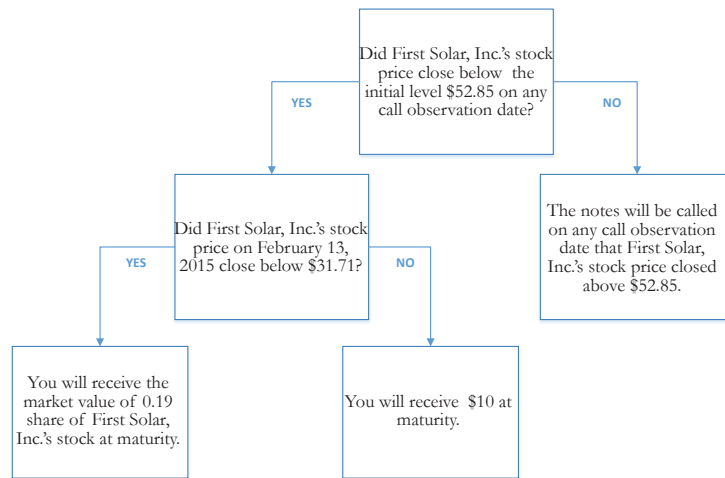 Did First Solar, Inc.'s stock
price close below the
initial level $52.85 on any
call observation date?
YES
NO
Did First Solar, Inc.'s stock
price on February 13,
2015 close below $31.71?
The notes will be called
on any call observation
date that First Solar,
Inc.'s stock price closed
above $52.85.
YES
NO
You will receive the
market value of 0.19
share of First Solar,
Inc.'s stock at maturity.
You will receive $10 at
maturity.